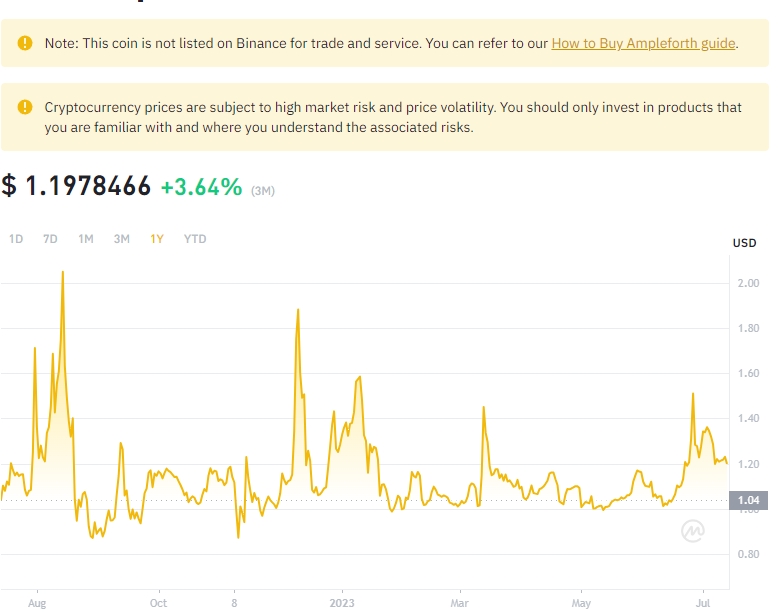 Note: This coin is not listed on Binance for trade and service. You can refer to our How to Buy Ampleforth guide.
Cryptocurrency prices are subject to high market risk and price volatility. You should only invest in products that
you are familiar with and where you understand the associated risks.
$ 1.1978466 +3.64% (3M)
1D 7D 1M 3M 1Y YTD
USD
2.00
1.80
1.60
1.40
1.20
1.04
0.80
Aug Oct 8 2023 Mar May Jul